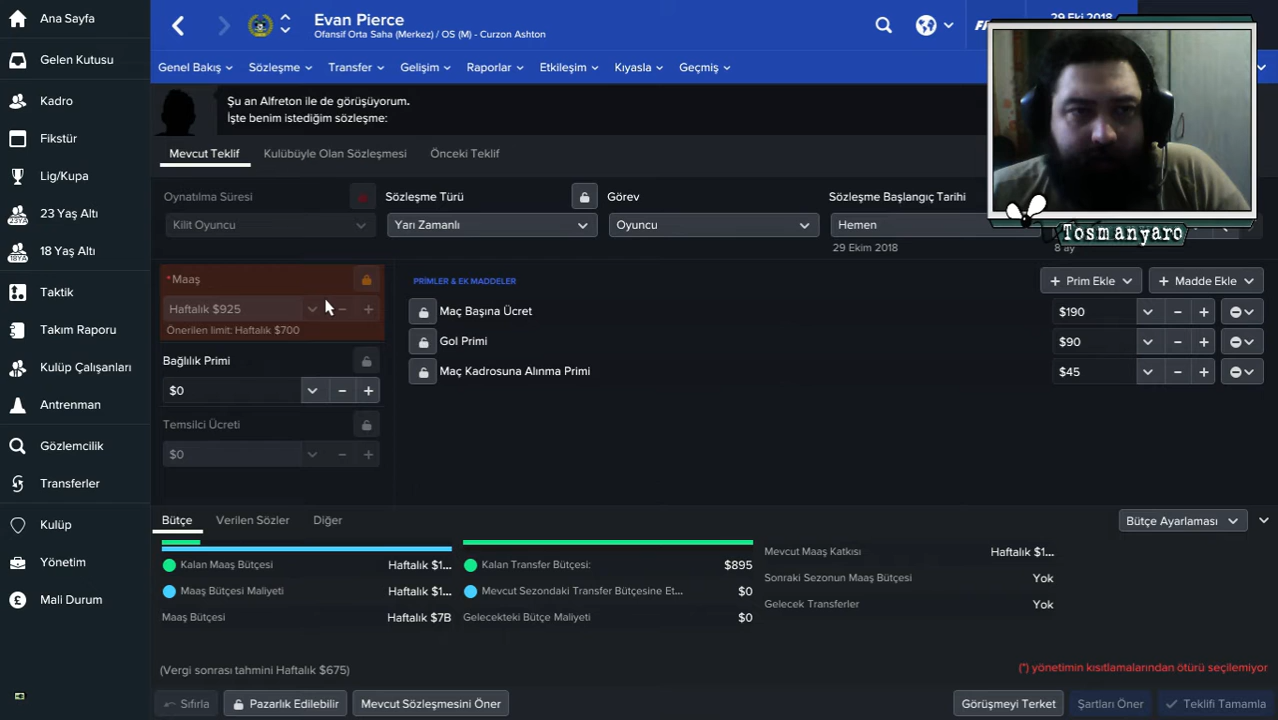 Ana Sayfa
Gelen Kutusu
Kadro
Fikstür
Lig/Kupa
23 Yaş Altı
18 Yaş Altı
Taktik
Takım Raporu
Kulüp Çalışanları
Antrenman
Gözlemcilik
Transferler
Kulüp
Yönetim
Mali Durum
Evan Pierce
Ofansif Orta Saha (Merkez) / OS (M) - Curzon Ashton
29 Eki 2018
Genel Bakış Sözleşme Transfer Gelişim Raporlar Etkileşim Kıyasla Geçmiş
Şu an Alfreton ile de görüşüyorum.
İşte benim istediğim sözleşme:
Mevcut Teklif Kulübüyle Olan Sözleşmesi Önceki Teklif
Oynatılma Süresi Sözleşme Türü Görev Sözleşme Başlangıç Tarihi
Kilit Oyuncu Yarı Zamanlı Oyuncu Hemen
29 Ekim 2018 8 ay
Tosmanyaro
*Maaş
Haftalık $925
Önerilen limit: Haftalık $700
Bağlılık Primi
$0
Temsilci Ücreti
$0
PRİMLER & EK MADDELER
+ Prim Ekle + Madde Ekle
Maç Başına Ücret $190
Gol Primi $90
Maç Kadrosuna Alınma Primi $45
Bütçe Verilen Sözler Diğer Bütçe Ayarlaması
Kalan Maaş Bütçesi Haftalık $1...
Maaş Bütçesi Maliyeti Haftalık $1...
Maaş Bütçesi Haftalık $7B
Kalan Transfer Bütçesi: $895
Mevcut Sezondaki Transfer Bütçesine Et... $0
Gelecekteki Bütçe Maliyeti $0
Mevcut Maaş Katkısı Haftalık $1...
Sonraki Sezonun Maaş Bütçesi Yok
Gelecek Transferler Yok
(Vergi sonrası tahmini Haftalık $675)
(*) yönetimin kısıtlamalarından ötürü seçilemiyor
Sıfırla Pazarlık Edilebilir Mevcut Sözleşmesini Öner Görüşmeyi Terket Şartları Öner Teklifi Tamamla